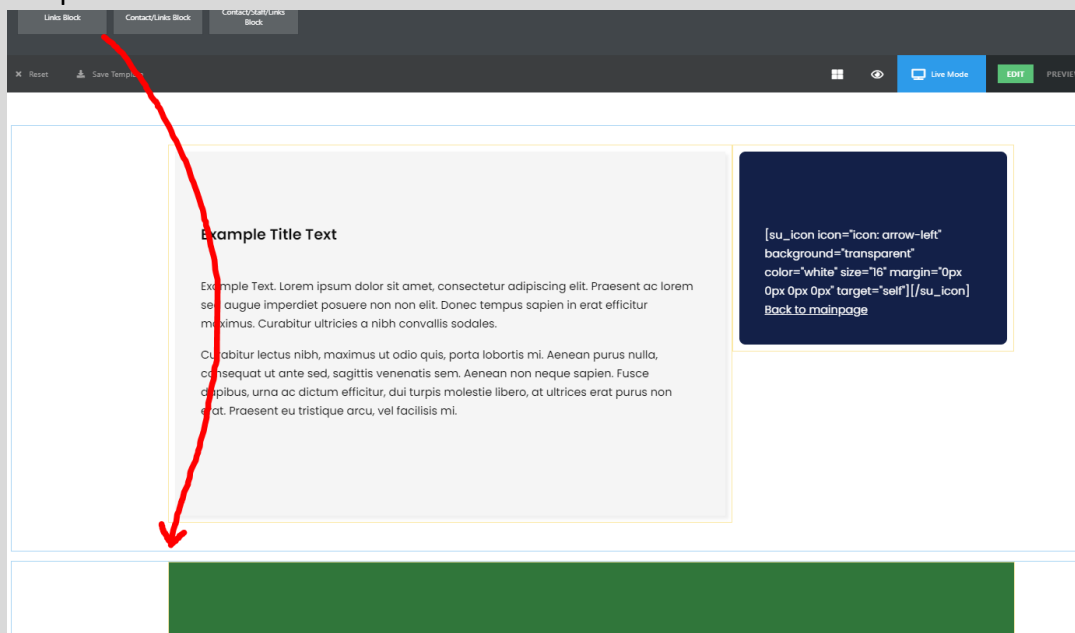 Links Block
Contact/Links Block
Contact/Staff/Links
Block
Reset
Save Template
Live Mode
EDIT
Example Title Text
Example Text. Lorem ipsum dolor sit amet, consectetur adipiscing elit. Praesent ac lorem
sed augue imperdiet posuere non non elit. Donec tempus sapien in erat efficitur
maximus. Curabitur ultricies a nibh convallis sodales.
Curabitur lectus nibh, maximus ut odio quis, porta lobortis mi. Aenean purus nulla,
consequat ut ante sed, sagittis venenatis sem. Aenean non neque sapien. Fusce
dapibus, urna ac dictum efficitur, dui turpis molestie libero, at ultrices erat purus non
erat. Praesent eu tristique arcu, vel facilisis mi.
[su_icon icon="icon: arrow-left"
background="transparent"
color="white" size="16" margin="0px
0px 0px 0px" target="self"][/su_icon]
Back to mainpage